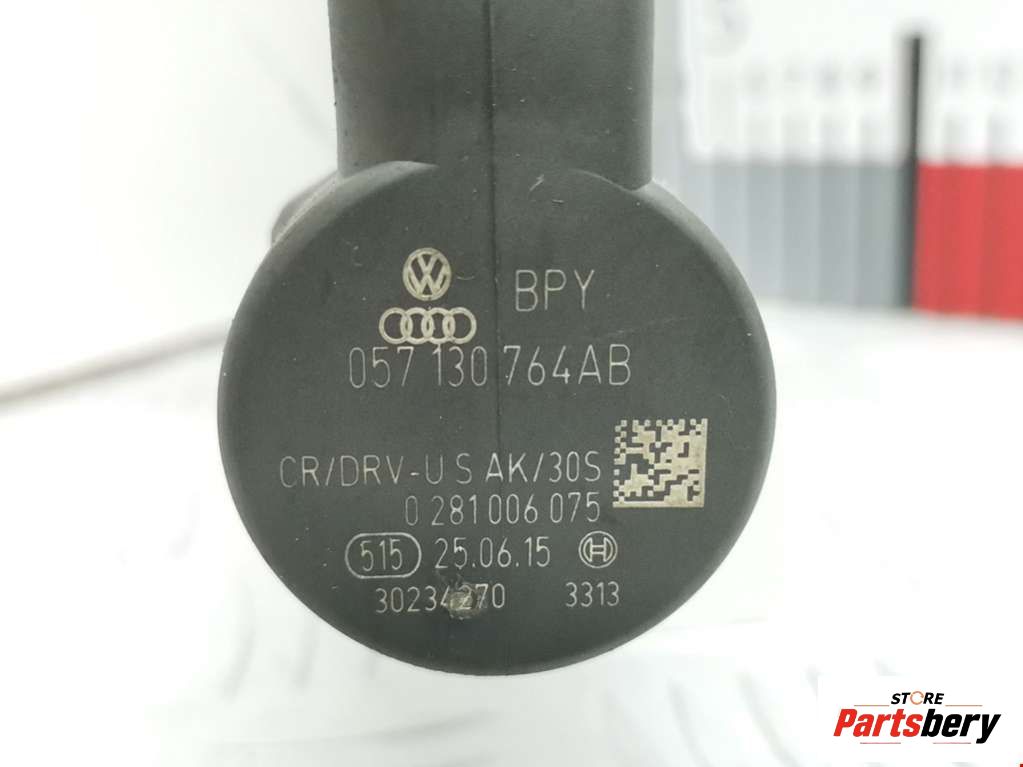 BPY
057 130 764AB
CR/DRV-U S AK/30S
0 281 006 075
515 25.06.15
30234270 3313
STORE
Partsbery